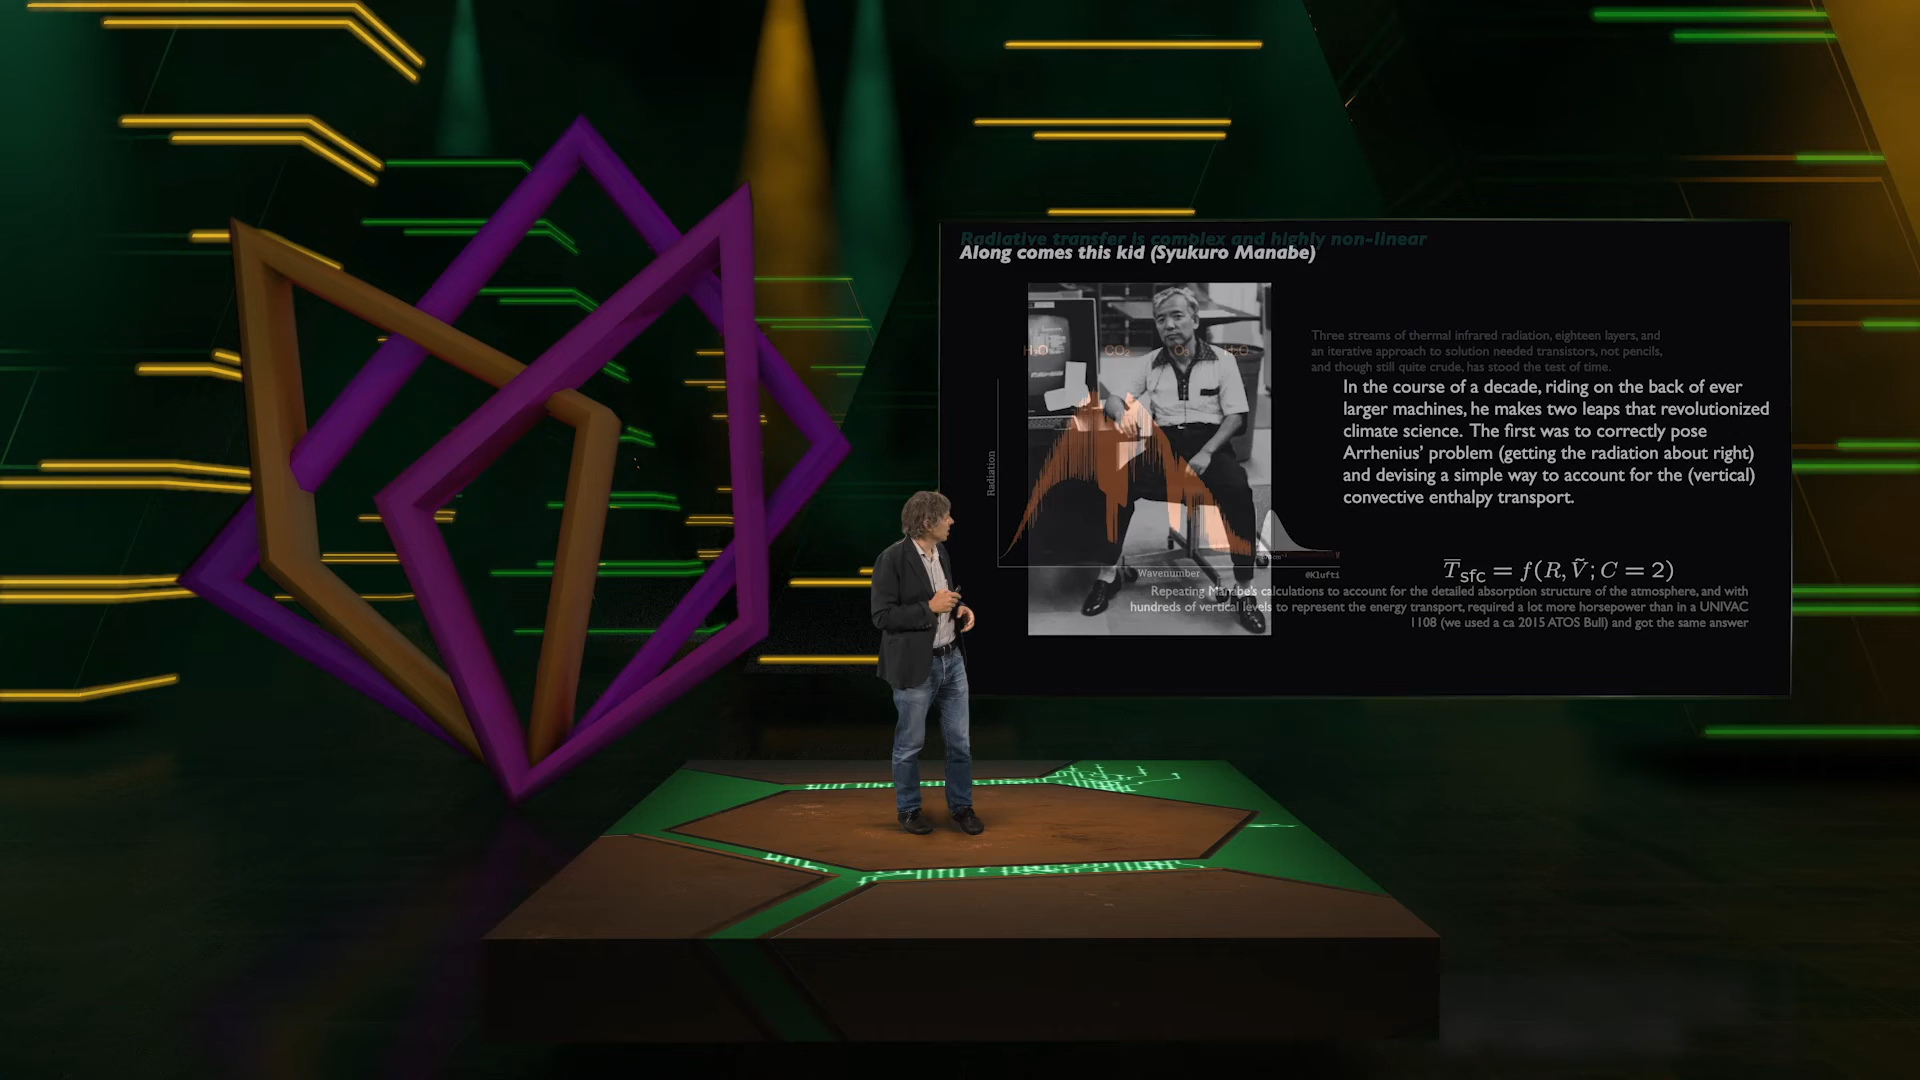 Radiative transfer is complex and highly non-linear
Along comes this kid (Syukuro Manabe)
Three streams of thermal infrared radiation, eighteen layers, and
an iterative approach to solution needed transistors, not pencils,
and though still quite crude, has stood the test of time.
In the course of a decade, riding on the back of ever
larger machines, he makes two leaps that revolutionized
climate science. The first was to correctly pose
Arrhenius’ problem (getting the radiation about right)
and devising a simple way to account for the (vertical)
convective enthalpy transport.
H₂O CO₂ O₃ H₂O
Radiation
Wavenumber
@Klufti
T̅sfc = f(R, Ṽ; C = 2)
Repeating Manabe's calculations to account for the detailed absorption structure of the atmosphere, and with
hundreds of vertical levels to represent the energy transport, required a lot more horsepower than in a UNIVAC
1108 (we used a ca 2015 ATOS Bull) and got the same answer